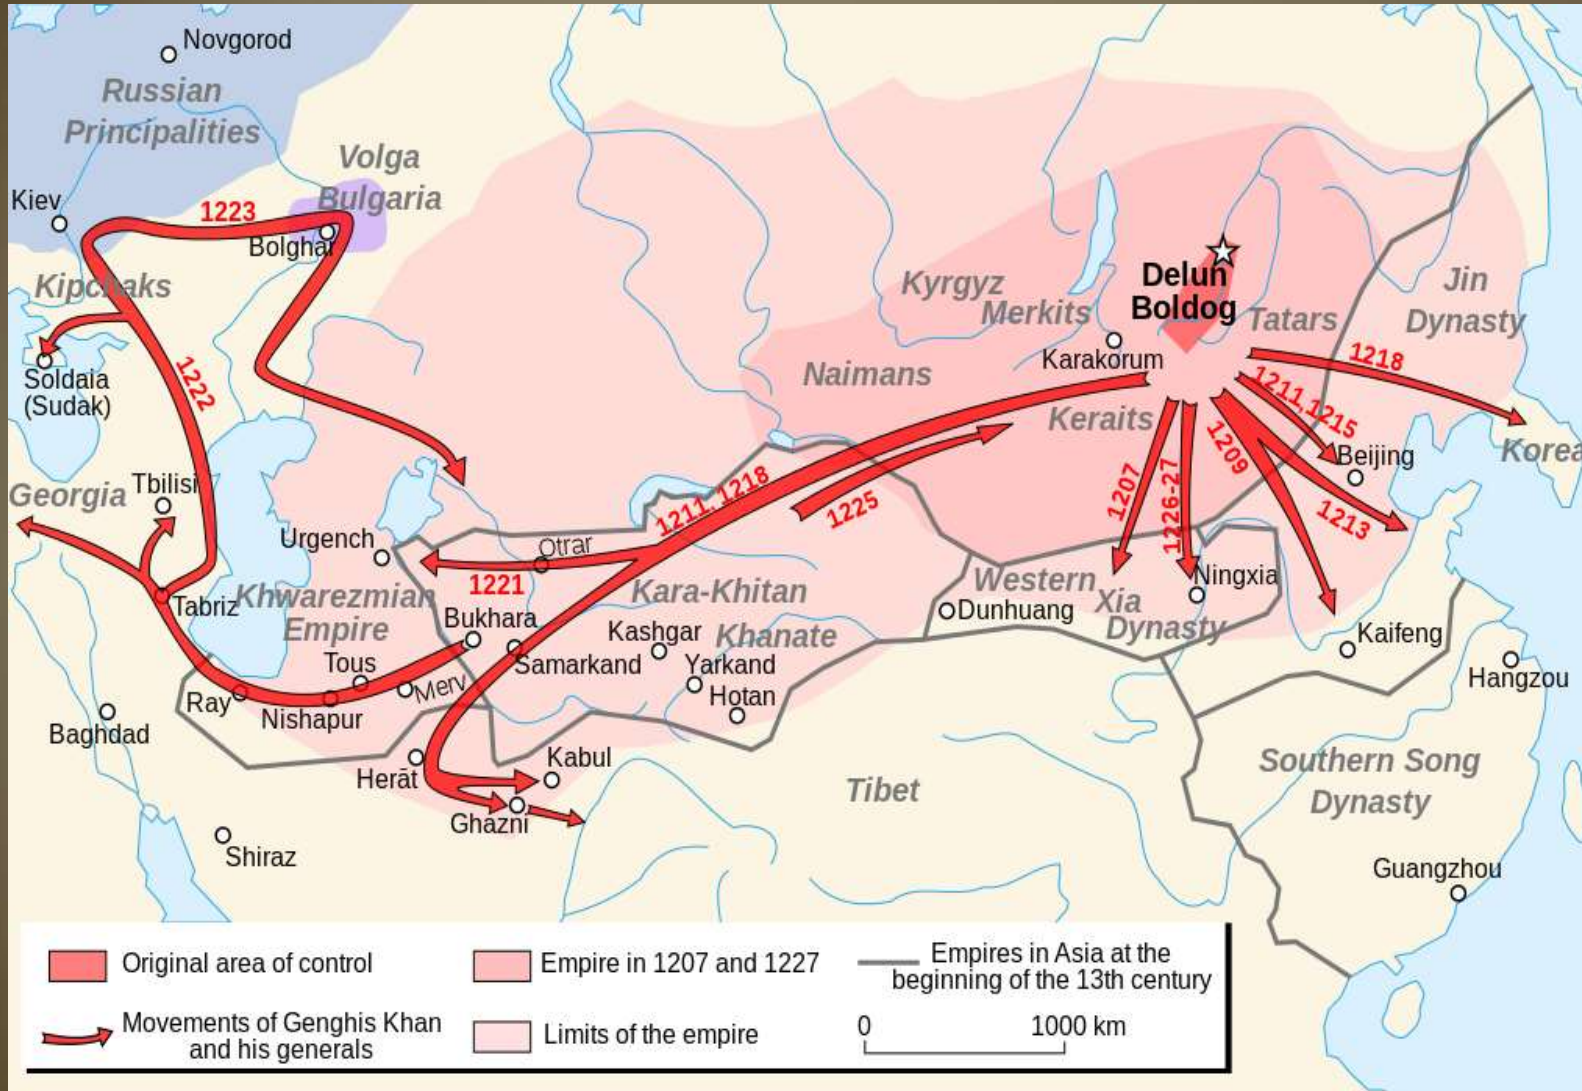 Novgorod
Russian
Principalities
Volga
Bulgaria
Kiev
1223
Bolghar
Kipchaks
Soldaia
(Sudak)
1222
Georgia
Tbilisi
Tabriz
Urgench
Khwarezmian
Empire
1221
Otrar
Bukhara
Samarkand
Tous
Merv
Ray
Nishapur
Baghdad
Herāt
Kabul
Ghazni
Shiraz
Kara-Khitan
Khanate
Kashgar
Yarkand
Hotan
1211, 1218
1225
Naimans
Kyrgyz
Merkits
Karakorum
Keraits
Delun
Boldog
Tatars
Jin
Dynasty
1218
1211,1215
1209
1207
1226-27
1213
Beijing
Korea
Western
Xia
Dynasty
Ningxia
Dunhuang
Kaifeng
Hangzou
Tibet
Southern Song
Dynasty
Guangzhou
Original area of control
Movements of Genghis Khan
and his generals
Empire in 1207 and 1227
Limits of the empire
Empires in Asia at the
beginning of the 13th century
0 1000 km